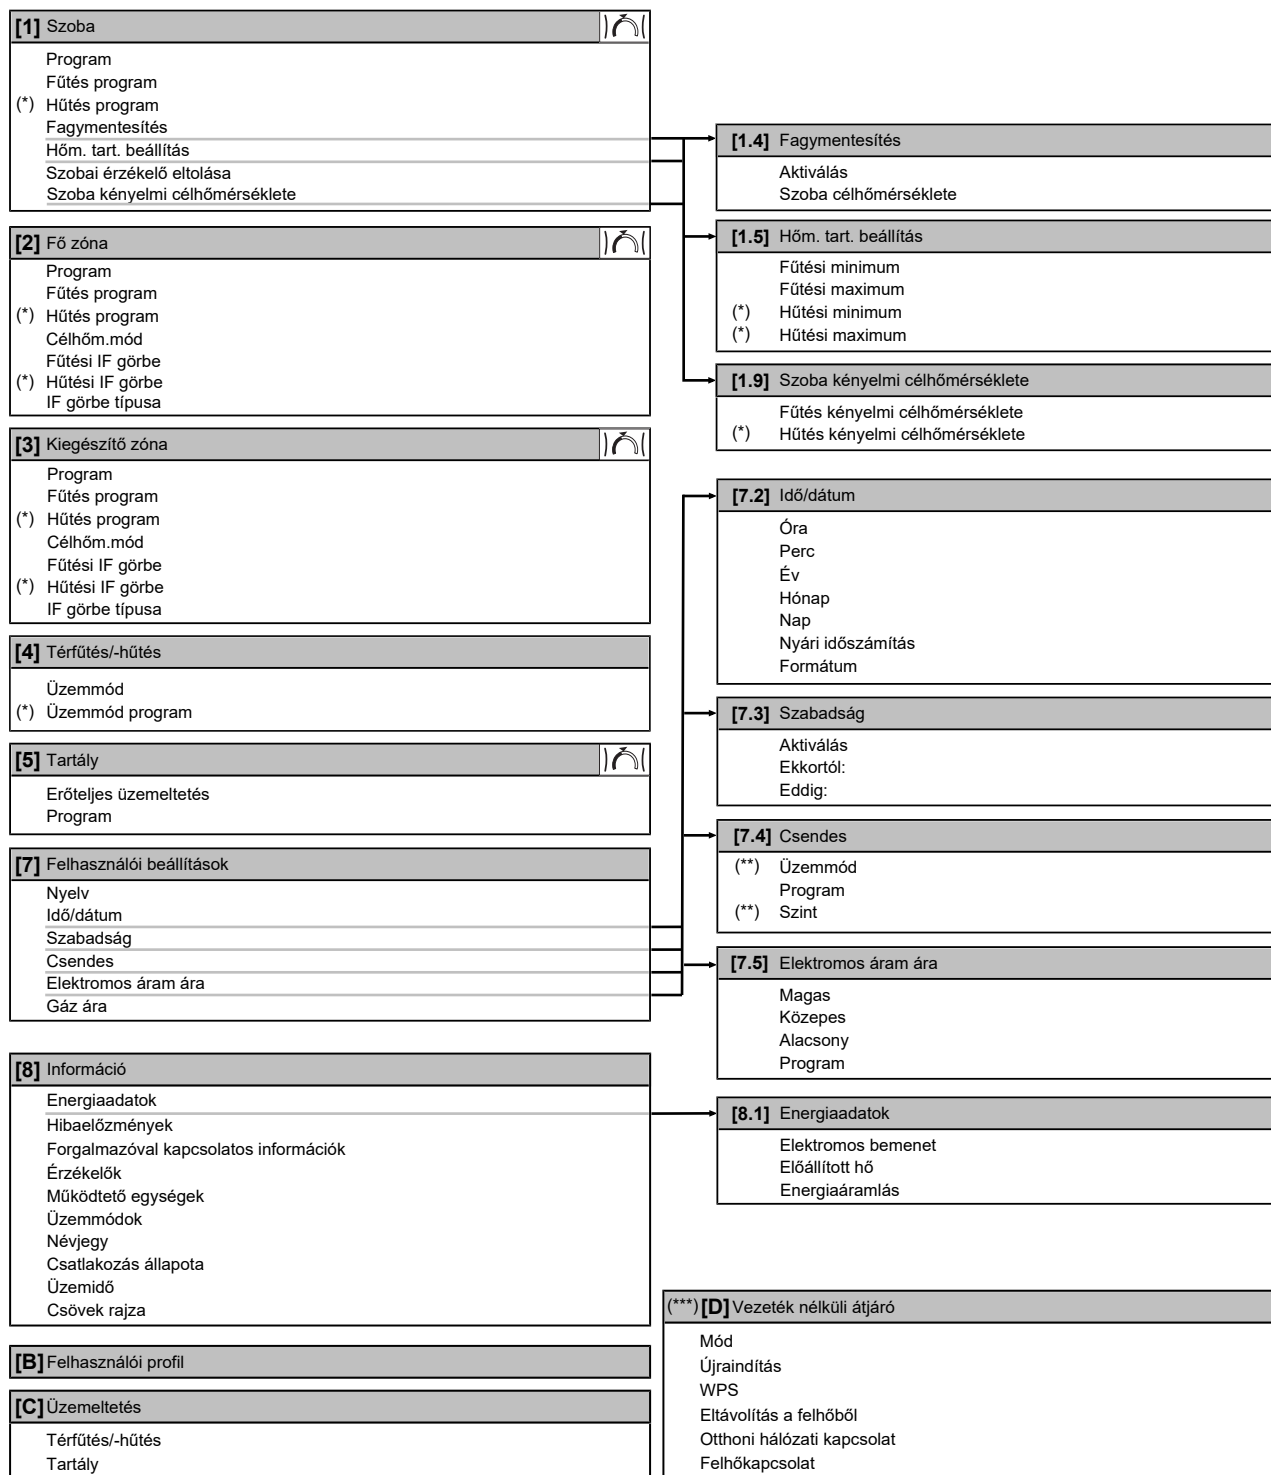 [1] Szoba
Program
Fűtés program
(*) Hűtés program
Fagymentesítés
Hőm. tart. beállítás
Szobai érzékelő eltolása
Szoba kényelmi célhőmérséklete
[2] Fő zóna
Program
Fűtés program
(*) Hűtés program
Célhőm.mód
Fűtési IF görbe
(*) Hűtési IF görbe
IF görbe típusa
[3] Kiegészítő zóna
Program
Fűtés program
(*) Hűtés program
Célhőm.mód
Fűtési IF görbe
(*) Hűtési IF görbe
IF görbe típusa
[4] Térfűtés/-hűtés
Üzemmód
(*) Üzemmód program
[5] Tartály
Erőteljes üzemeltetés
Program
[7] Felhasználói beállítások
Nyelv
Idő/dátum
Szabadság
Csendes
Elektromos áram ára
Gáz ára
[8] Információ
Energiaadatok
Hibaelőzmények
Forgalmazóval kapcsolatos információk
Érzékelők
Működtető egységek
Üzemmódok
Névjegy
Csatlakozás állapota
Üzemidő
Csövek rajza
[B] Felhasználói profil
[C] Üzemeltetés
Térfűtés/-hűtés
Tartály
[1.4] Fagymentesítés
Aktiválás
Szoba célhőmérséklete
[1.5] Hőm. tart. beállítás
Fűtési minimum
Fűtési maximum
(*) Hűtési minimum
(*) Hűtési maximum
[1.9] Szoba kényelmi célhőmérséklete
Fűtés kényelmi célhőmérséklete
(*) Hűtés kényelmi célhőmérséklete
[7.2] Idő/dátum
Óra
Perc
Év
Hónap
Nap
Nyári időszámítás
Formátum
[7.3] Szabadság
Aktiválás
Ekkortól:
Eddig:
[7.4] Csendes
(**) Üzemmód
Program
(**) Szint
[7.5] Elektromos áram ára
Magas
Közepes
Alacsony
Program
[8.1] Energiaadatok
Elektromos bemenet
Előállított hő
Energiaáramlás
(***) [D] Vezeték nélküli átjáró
Mód
Újraindítás
WPS
Eltávolítás a felhőből
Otthoni hálózati kapcsolat
Felhőkapcsolat